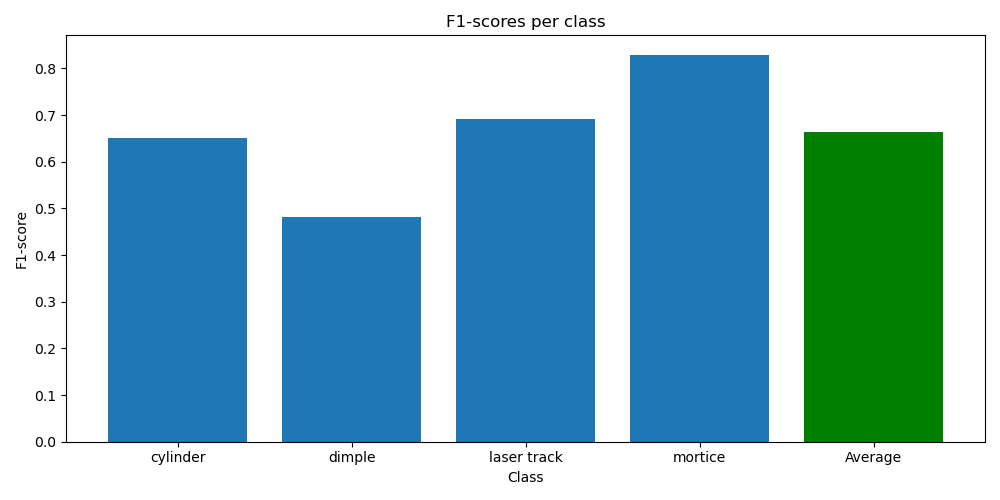 F1-scores per class
F1-score
0.8
0.7
0.6
0.5
0.4
0.3
0.2
0.1
0.0
cylinder
dimple
laser track
mortice
Average
Class